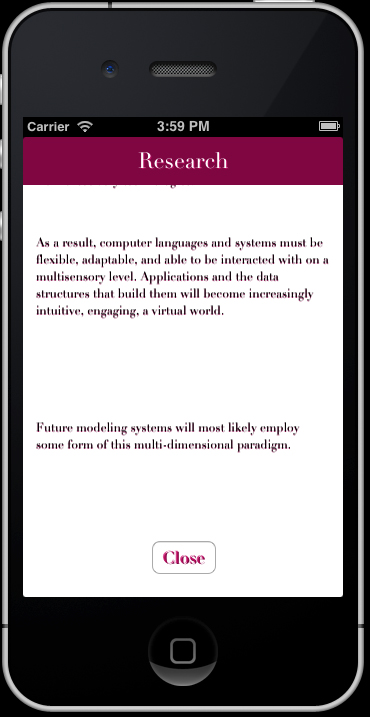 Carrier 3:59 PM
Research
As a result, computer languages and systems must be
flexible, adaptable, and able to be interacted with on a
multisensory level. Applications and the data
structures that build them will become increasingly
intuitive, engaging, a virtual world.
Future modeling systems will most likely employ
some form of this multi-dimensional paradigm.
Close